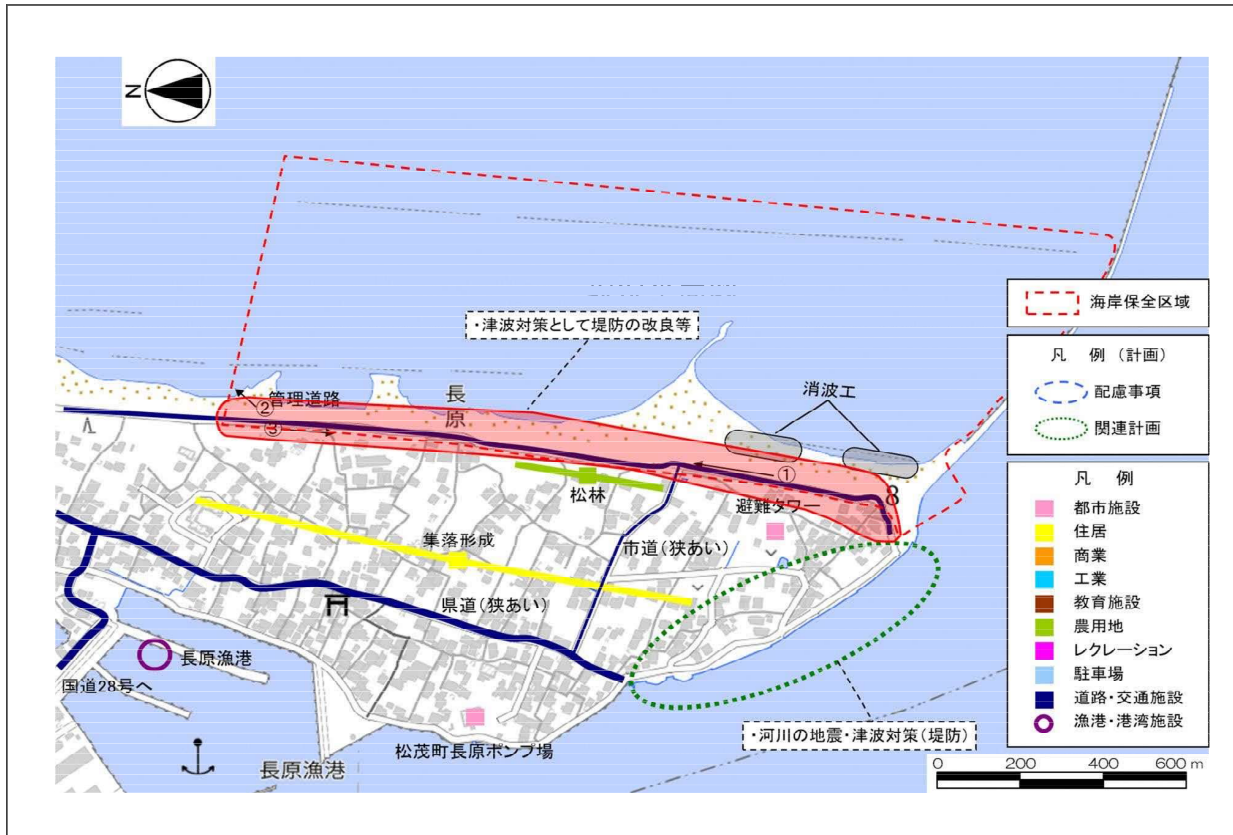 N
・津波対策として堤防の改良等
管理道路
②
③
長原
消波工
①
8
松林
避難タワー
集落形成
市道(狭あい)
県道(狭あい)
長原漁港
国道28号へ
松茂町長原ポンプ場
長原漁港
・河川の地震・津波対策(堤防)
海岸保全区域
凡 例 (計画)
配慮事項
関連計画
凡 例
都市施設
住居
商業
工業
教育施設
農用地
レクレーション
駐車場
道路・交通施設
漁港・港湾施設
0 200 400 600 m